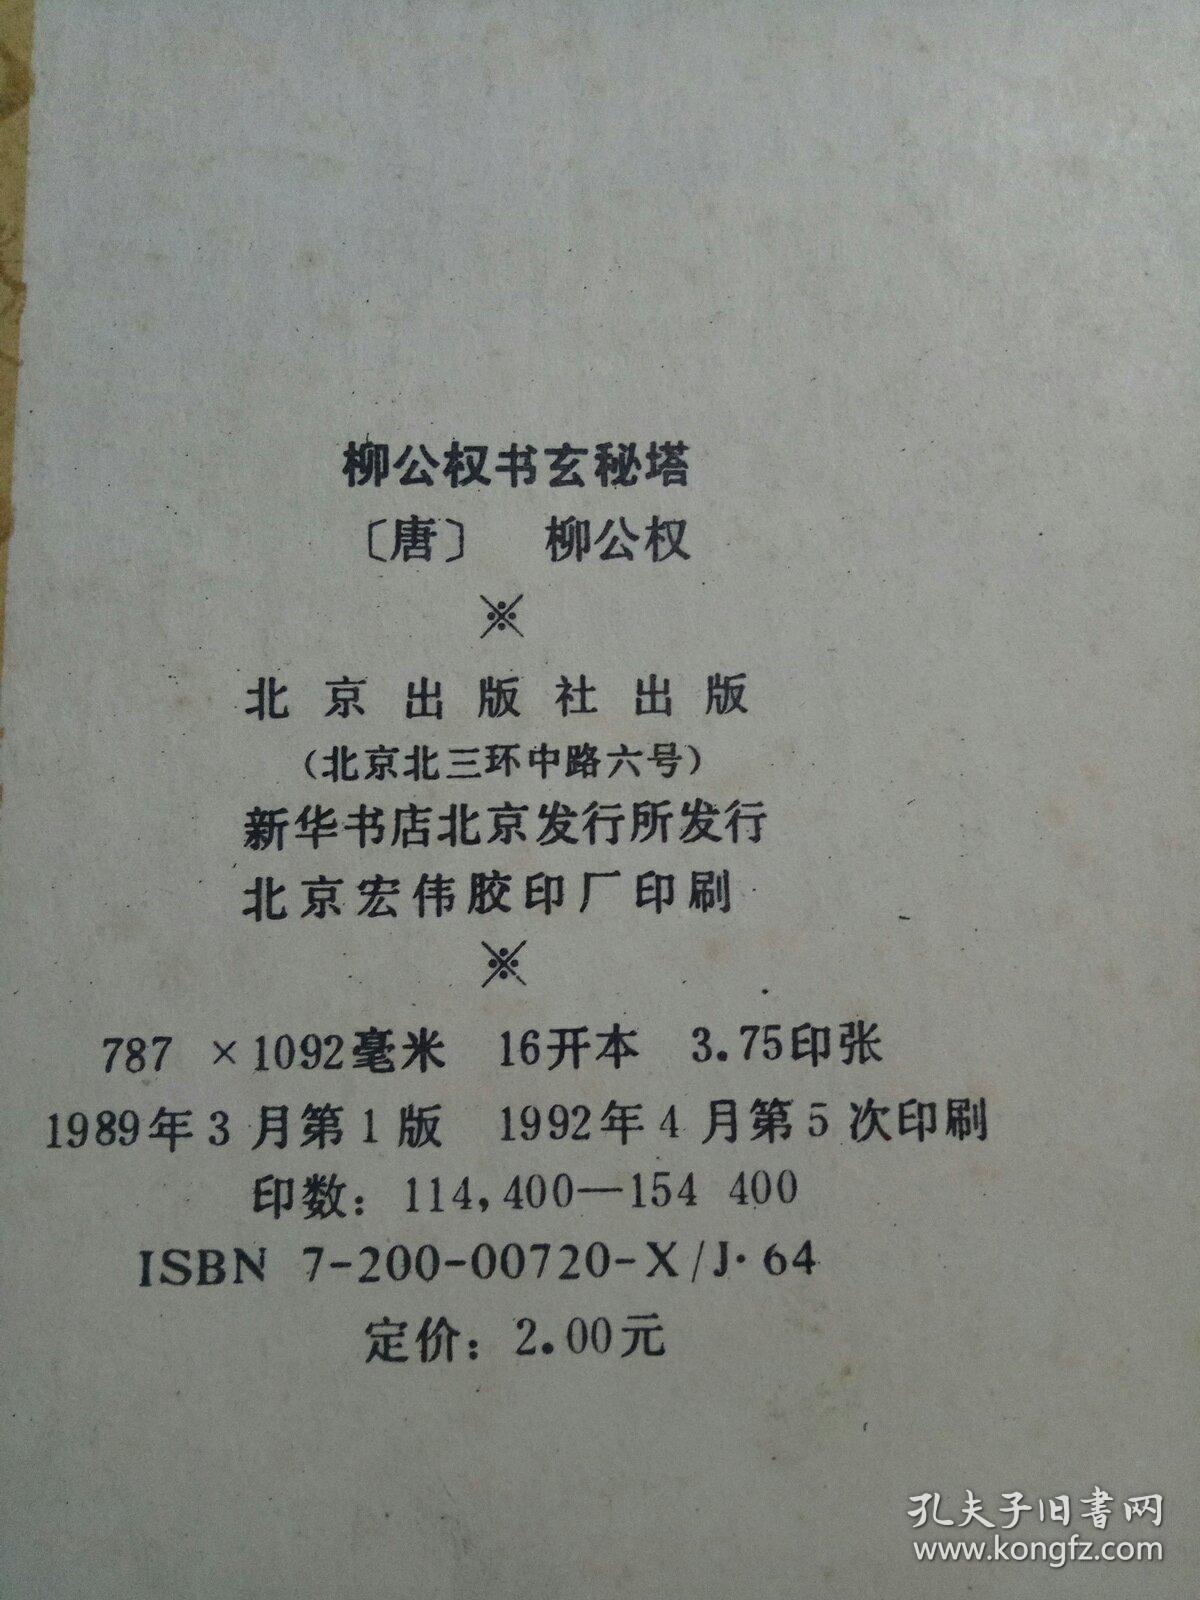 柳公权书玄秘塔
〔唐〕 柳公权
※
北京出版社出版
(北京北三环中路六号)
新华书店北京发行所发行
北京宏伟胶印厂印刷
※
787 ×1092毫米 16开本 3.75印张
1989年3月第1版 1992年4月第5次印刷
印数: 114,400—154 400
ISBN 7-200-00720-X/J·64
定价: 2.00元
孔夫子旧书网
www.kongfz.com